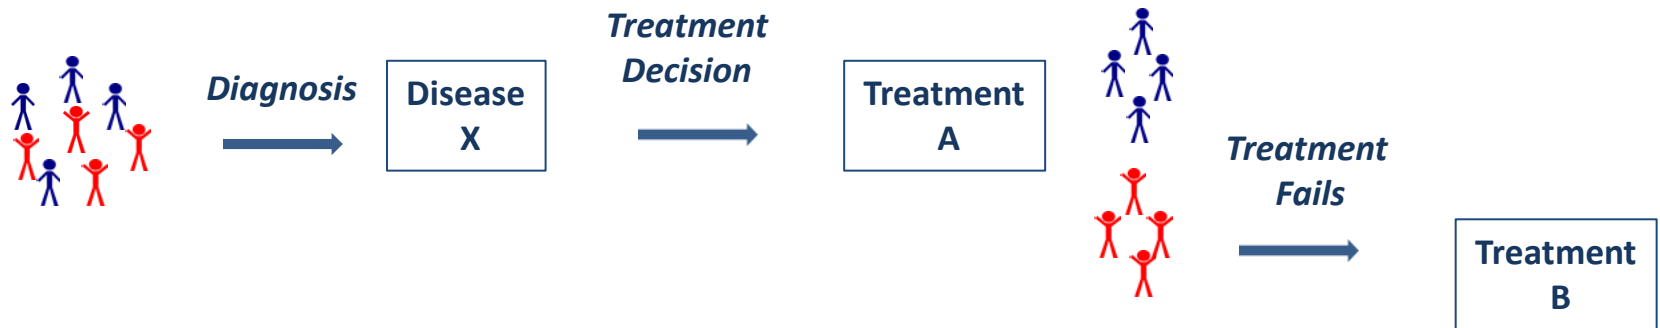 Diagnosis
Disease
X
Treatment
Decision
Treatment
A
Treatment
Fails
Treatment
B